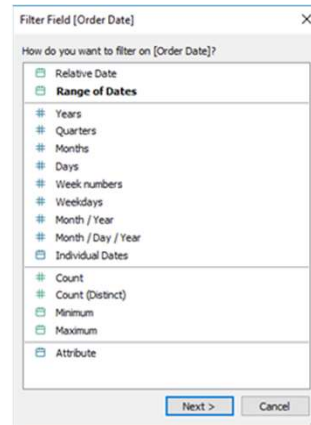 Filter Field [Order Date]
How do you want to filter on [Order Date]?
Relative Date
Range of Dates
# Years
# Quarters
# Months
# Days
# Week numbers
# Weekdays
# Month / Year
# Month / Day / Year
Individual Dates
# Count
# Count (Distinct)
Minimum
Maximum
Attribute
Next > Cancel